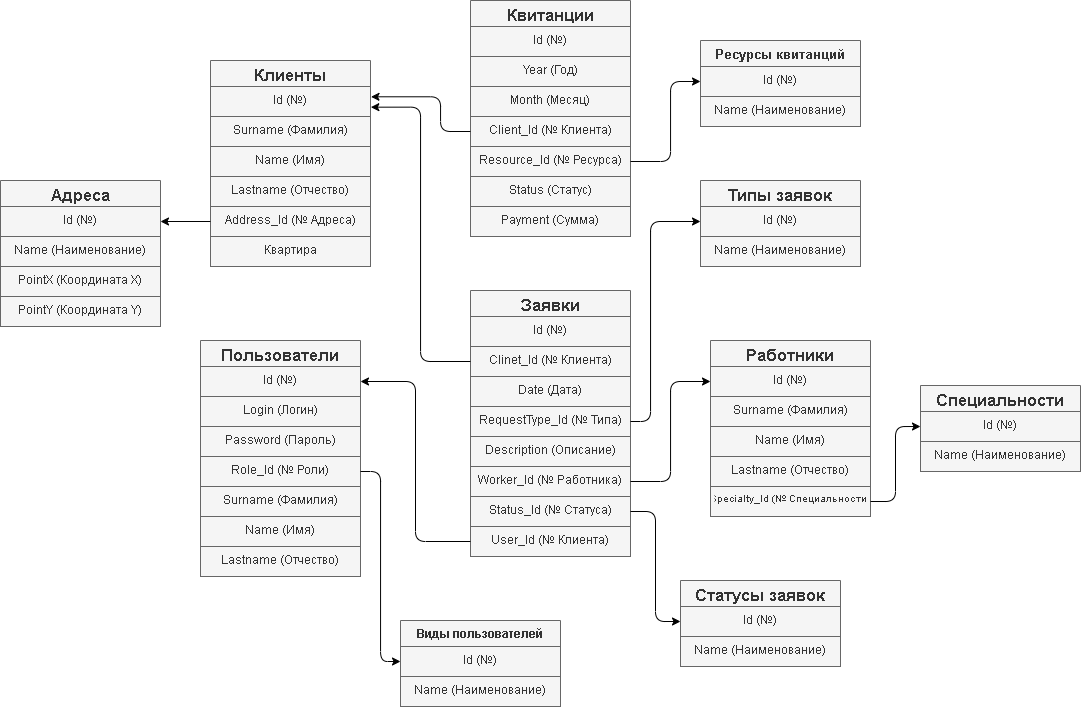 Квитанции
Id (№)
Year (Год)
Month (Месяц)
Client_Id (№ Клиента)
Resource_Id (№ Ресурса)
Status (Статус)
Payment (Сумма)
Ресурсы квитанций
Id (№)
Name (Наименование)
Клиенты
Id (№)
Surname (Фамилия)
Name (Имя)
Lastname (Отчество)
Address_Id (№ Адреса)
Квартира
Адреса
Id (№)
Name (Наименование)
PointX (Координата X)
PointY (Координата Y)
Типы заявок
Id (№)
Name (Наименование)
Заявки
Id (№)
Clinet_Id (№ Клиента)
Date (Дата)
RequestType_Id (№ Типа)
Description (Описание)
Worker_Id (№ Работника)
Status_Id (№ Статуса)
User_Id (№ Клиента)
Пользователи
Id (№)
Login (Логин)
Password (Пароль)
Role_Id (№ Роли)
Surname (Фамилия)
Name (Имя)
Lastname (Отчество)
Работники
Id (№)
Surname (Фамилия)
Name (Имя)
Lastname (Отчество)
Specialty_Id (№ Специальности
Специальности
Id (№)
Name (Наименование)
Статусы заявок
Id (№)
Name (Наименование)
Виды пользователей
Id (№)
Name (Наименование)